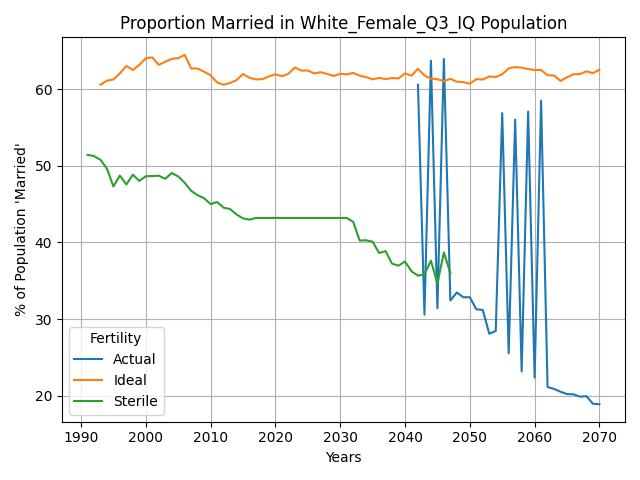 Proportion Married in White_Female_Q3_IQ Population
% of Population 'Married'
60
50
40
30
20
Fertility
Actual
Ideal
Sterile
1990 2000 2010 2020 2030 2040 2050 2060 2070
Years